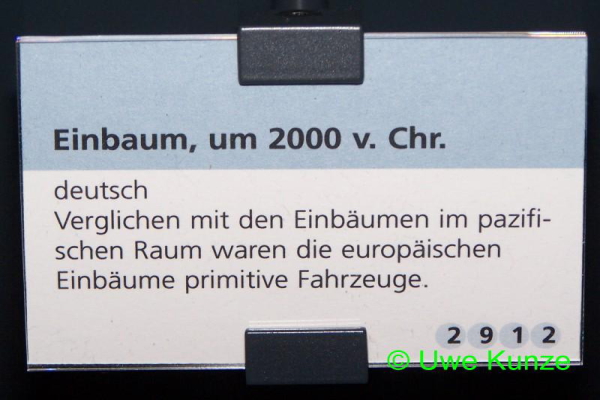 Einbaum, um 2000 v. Chr.
deutsch
Verglichen mit den Einbäumen im pazifi-
schen Raum waren die europäischen
Einbäume primitive Fahrzeuge.
2 9 1 2
© Uwe Kunze